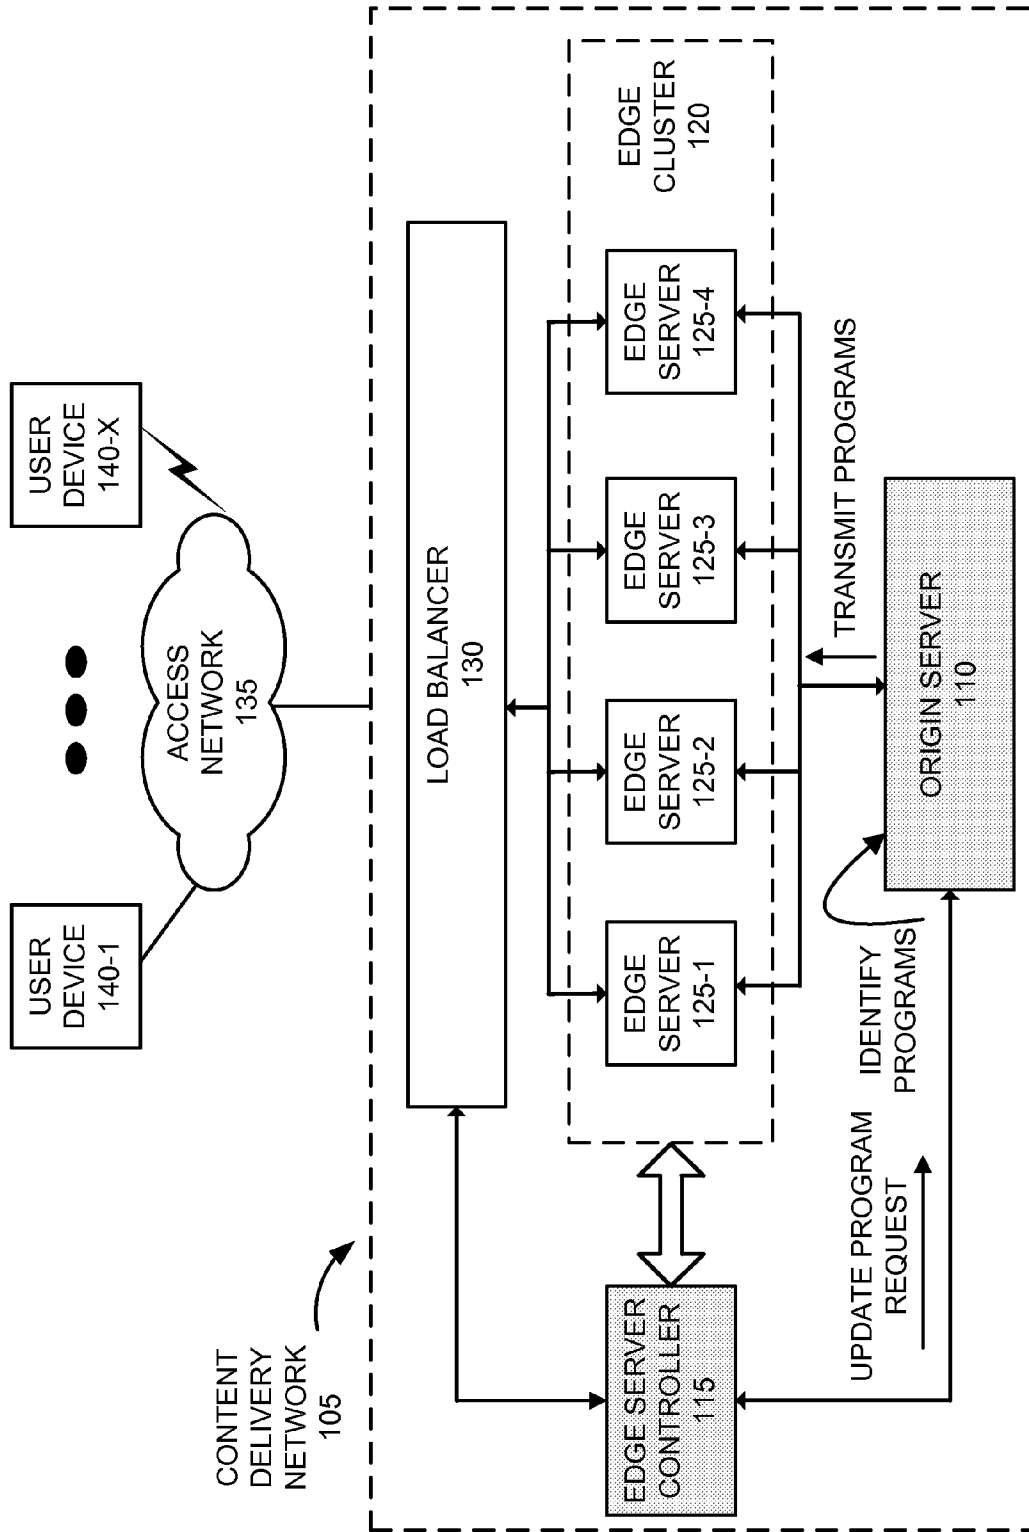 USER
DEVICE
140-1
USER
DEVICE
140-X
ACCESS
NETWORK
135
CONTENT
DELIVERY
NETWORK
105
LOAD BALANCER
130
EDGE SERVER
CONTROLLER
115
EDGE
SERVER
125-1
EDGE
SERVER
125-2
EDGE
SERVER
125-3
EDGE
SERVER
125-4
EDGE
CLUSTER
120
UPDATE PROGRAM
REQUEST
IDENTIFY
PROGRAMS
TRANSMIT PROGRAMS
ORIGIN SERVER
110